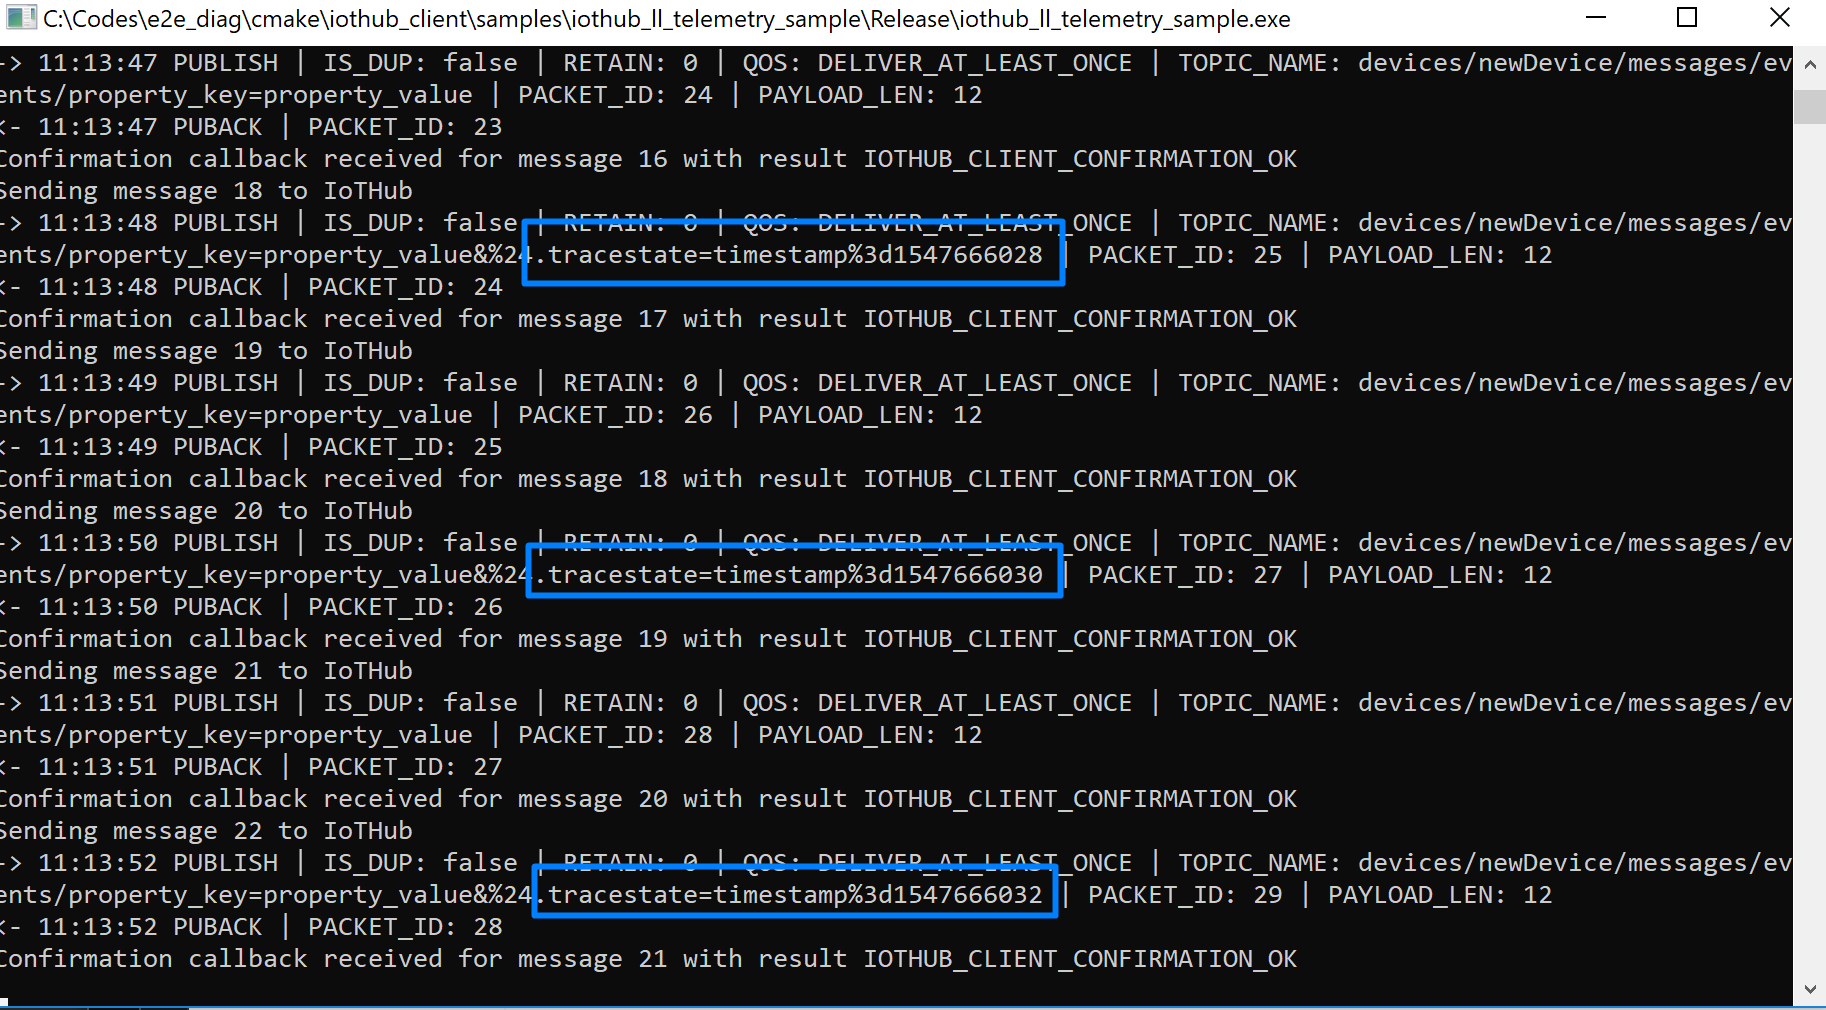 C:\Codes\e2e_diag\cmake\iothub_client\samples\iothub_ll_telemetry_sample\Release\iothub_ll_telemetry_sample.exe
-> 11:13:47 PUBLISH | IS_DUP: false | RETAIN: 0 | QOS: DELIVER_AT_LEAST_ONCE | TOPIC_NAME: devices/newDevice/messages/ev
ents/property_key=property_value | PACKET_ID: 24 | PAYLOAD_LEN: 12
<- 11:13:47 PUBACK | PACKET_ID: 23
Confirmation callback received for message 16 with result IOTHUB_CLIENT_CONFIRMATION_OK
Sending message 18 to IoTHub
-> 11:13:48 PUBLISH | IS_DUP: false | RETAIN: 0 | QOS: DELIVER_AT_LEAST_ONCE | TOPIC_NAME: devices/newDevice/messages/ev
ents/property_key=property_value&%24.tracestate=timestamp%3d1547666028 | PACKET_ID: 25 | PAYLOAD_LEN: 12
<- 11:13:48 PUBACK | PACKET_ID: 24
Confirmation callback received for message 17 with result IOTHUB_CLIENT_CONFIRMATION_OK
Sending message 19 to IoTHub
-> 11:13:49 PUBLISH | IS_DUP: false | RETAIN: 0 | QOS: DELIVER_AT_LEAST_ONCE | TOPIC_NAME: devices/newDevice/messages/ev
ents/property_key=property_value | PACKET_ID: 26 | PAYLOAD_LEN: 12
<- 11:13:49 PUBACK | PACKET_ID: 25
Confirmation callback received for message 18 with result IOTHUB_CLIENT_CONFIRMATION_OK
Sending message 20 to IoTHub
-> 11:13:50 PUBLISH | IS_DUP: false | RETAIN: 0 | QOS: DELIVER_AT_LEAST_ONCE | TOPIC_NAME: devices/newDevice/messages/ev
ents/property_key=property_value&%24.tracestate=timestamp%3d1547666030 | PACKET_ID: 27 | PAYLOAD_LEN: 12
<- 11:13:50 PUBACK | PACKET_ID: 26
Confirmation callback received for message 19 with result IOTHUB_CLIENT_CONFIRMATION_OK
Sending message 21 to IoTHub
-> 11:13:51 PUBLISH | IS_DUP: false | RETAIN: 0 | QOS: DELIVER_AT_LEAST_ONCE | TOPIC_NAME: devices/newDevice/messages/ev
ents/property_key=property_value | PACKET_ID: 28 | PAYLOAD_LEN: 12
<- 11:13:51 PUBACK | PACKET_ID: 27
Confirmation callback received for message 20 with result IOTHUB_CLIENT_CONFIRMATION_OK
Sending message 22 to IoTHub
-> 11:13:52 PUBLISH | IS_DUP: false | RETAIN: 0 | QOS: DELIVER_AT_LEAST_ONCE | TOPIC_NAME: devices/newDevice/messages/ev
ents/property_key=property_value&%24.tracestate=timestamp%3d1547666032 | PACKET_ID: 29 | PAYLOAD_LEN: 12
<- 11:13:52 PUBACK | PACKET_ID: 28
Confirmation callback received for message 21 with result IOTHUB_CLIENT_CONFIRMATION_OK